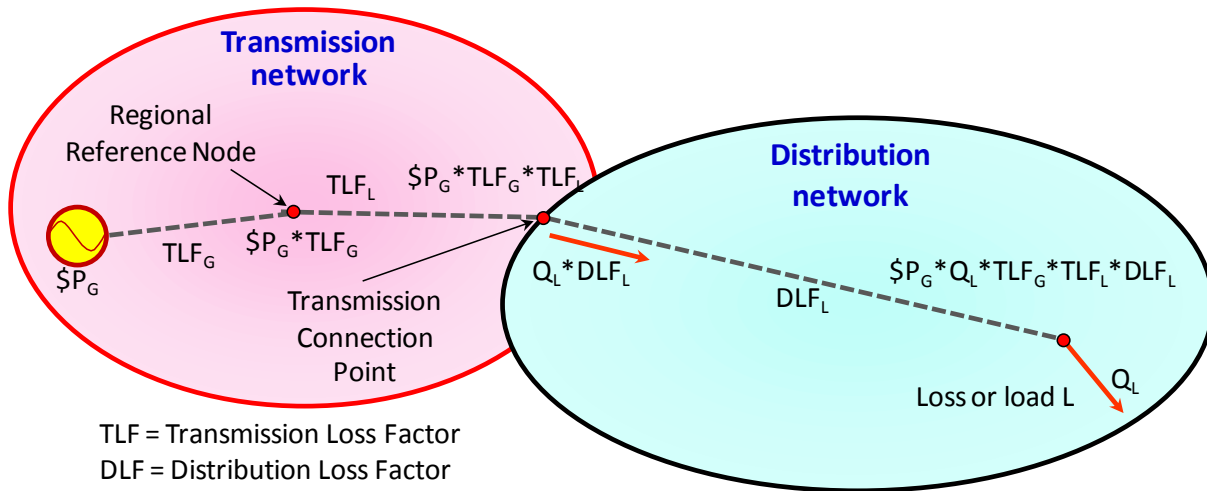 Transmission
network
Regional
Reference Node
TLF_L
$P_G*TLF_G*TLF_L
TLF_G
$P_G*TLF_G
$P_G
Transmission
Connection
Point
Distribution
network
Q_L*DLF_L
DLF_L
$P_G*Q_L*TLF_G*TLF_L*DLF_L
Loss or load L
Q_L
TLF = Transmission Loss Factor
DLF = Distribution Loss Factor